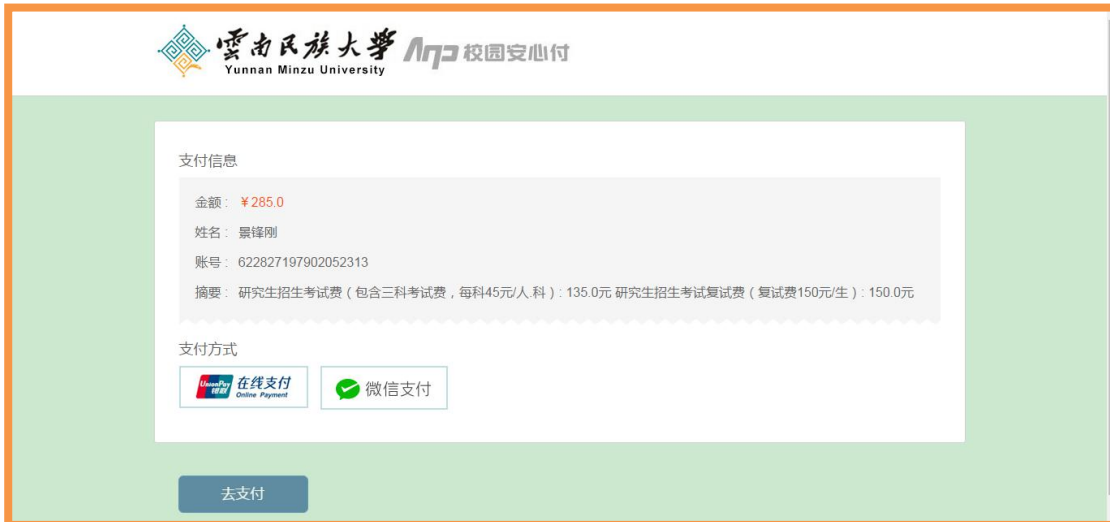 雲南民族大學 校园安心付
Yunnan Minzu University
支付信息
金额: ￥285.0
姓名: 景锋刚
账号: 622827197902052313
摘要: 研究生招生考试费(包含三科考试费,每科45元/人.科): 135.0元 研究生招生考试复试费(复试费150元/生): 150.0元
支付方式
UnionPay 银联 在线支付
Online Payment
微信支付
去支付